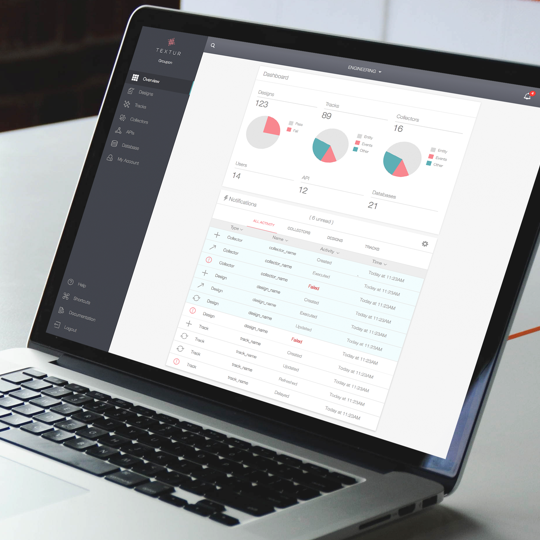 TEXTUR
Groupon
Overview
Designs
Tracks
Collectors
APIs
Database
My Account
Help
Shortcuts
Documentation
Logout
ENGINEERING
Dashboard
Designs
123
Tracks
89
Collectors
16
Pass
Fail
Entity
Events
Other
Entity
Events
Other
Users
14
API
12
Databases
21
Notifications
( 6 unread )
ALL ACTIVITY COLLECTORS DESIGNS TRACKS
Type Name Activity Time
Collector collector_name Created Today at 11:23AM
Collector collector_name Executed Today at 11:23AM
Collector collector_name Failed Today at 11:23AM
Design design_name Created Today at 11:23AM
Design design_name Executed Today at 11:23AM
Design design_name Updated Today at 11:23AM
Design design_name Failed Today at 11:23AM
Track track_name Created Today at 11:23AM
Track track_name Updated Today at 11:23AM
Track track_name Refreshed Today at 11:23AM
Track track_name Delayed Today at 11:23AM